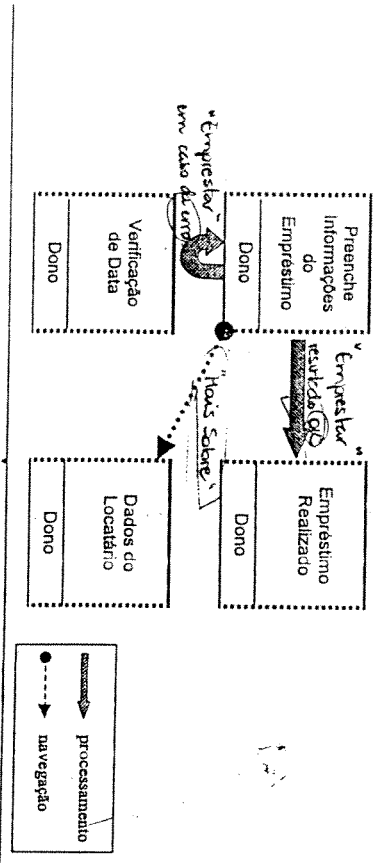 Preenche
Informações
do
Empréstimo
Dono
"Emprestar"
resultado (ok)
Empréstimo
Realizado
Dono
"Emprestar"
em caso de erro
"Mais Sobre"
Verificação
de Data
Dono
Dados do
Locatário
Dono
processamento
navegação